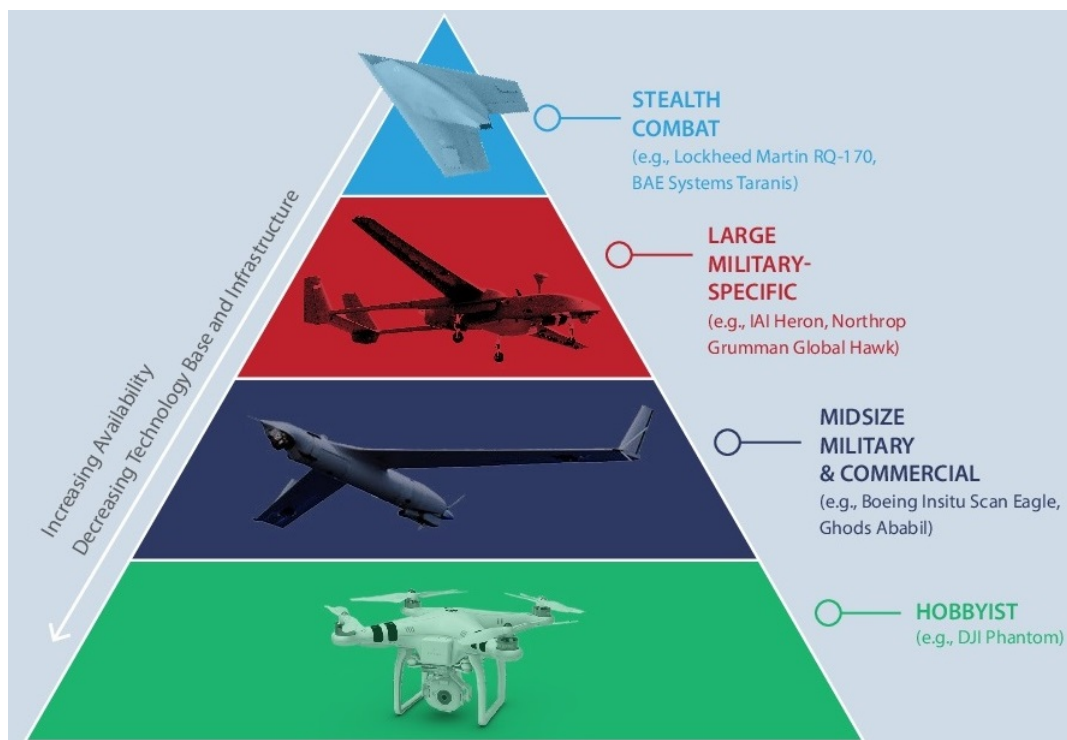 STEALTH
COMBAT
(e.g., Lockheed Martin RQ-170,
BAE Systems Taranis)
LARGE
MILITARY-
SPECIFIC
(e.g., IAI Heron, Northrop
Grumman Global Hawk)
MIDSIZE
MILITARY
& COMMERCIAL
(e.g., Boeing Insitu Scan Eagle,
Ghods Ababil)
HOBBYIST
(e.g., DJI Phantom)
Increasing Availability
Decreasing Technology Base and Infrastructure